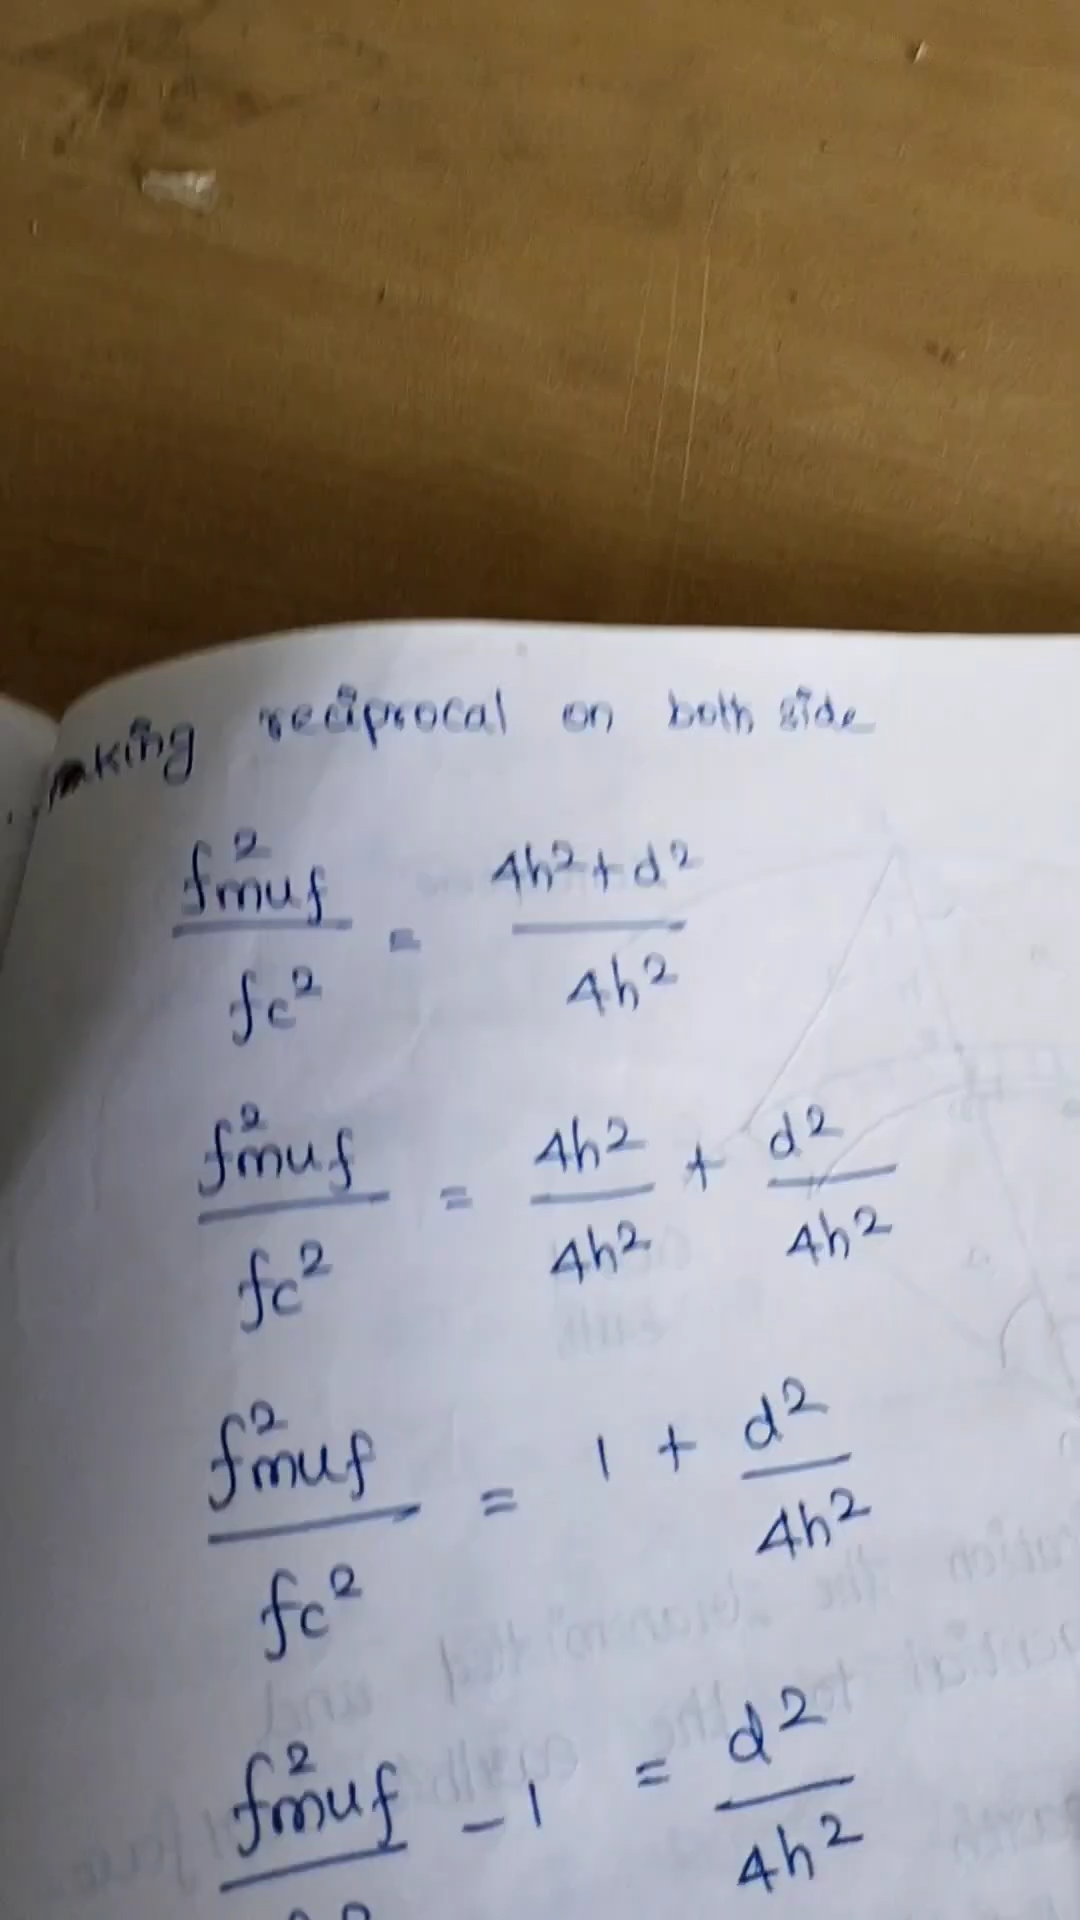 making reciprocal on both side
f²muf / fc² = 4h²+d² / 4h²
f²muf / fc² = 4h² / 4h² + d² / 4h²
f²muf / fc² = 1 + d² / 4h²
f²muf - 1 = d² / 4h²